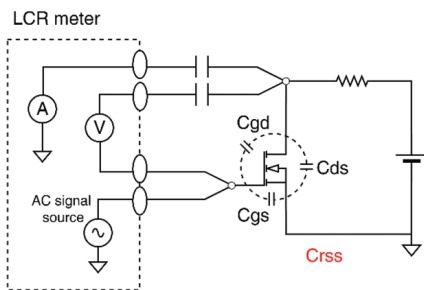 LCR meter
A
V
AC signal
source
Cgd
Cds
Cgs
Crss